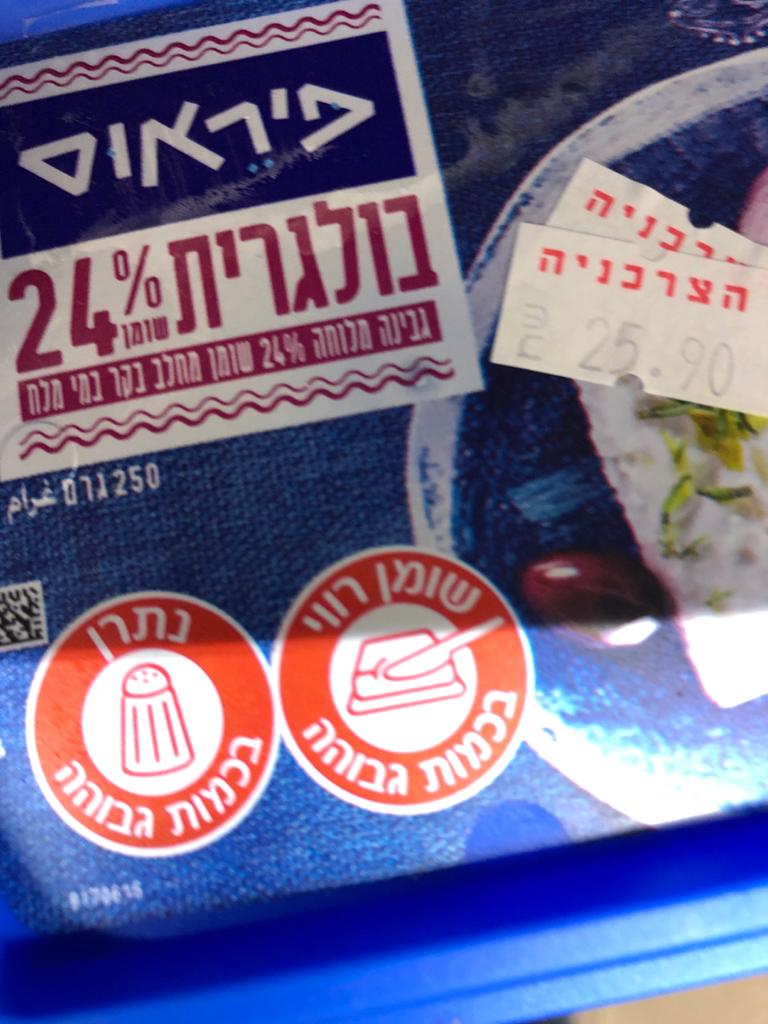 פיראוס
בולגרית 24%
שומן
גבינה מלוחה 24% שומן מחלב בקר במי מלח
250 גרם غرام
הצרכניה
25.90
שומן רווי
בכמות גבוהה
נתרן
בכמות גבוהה